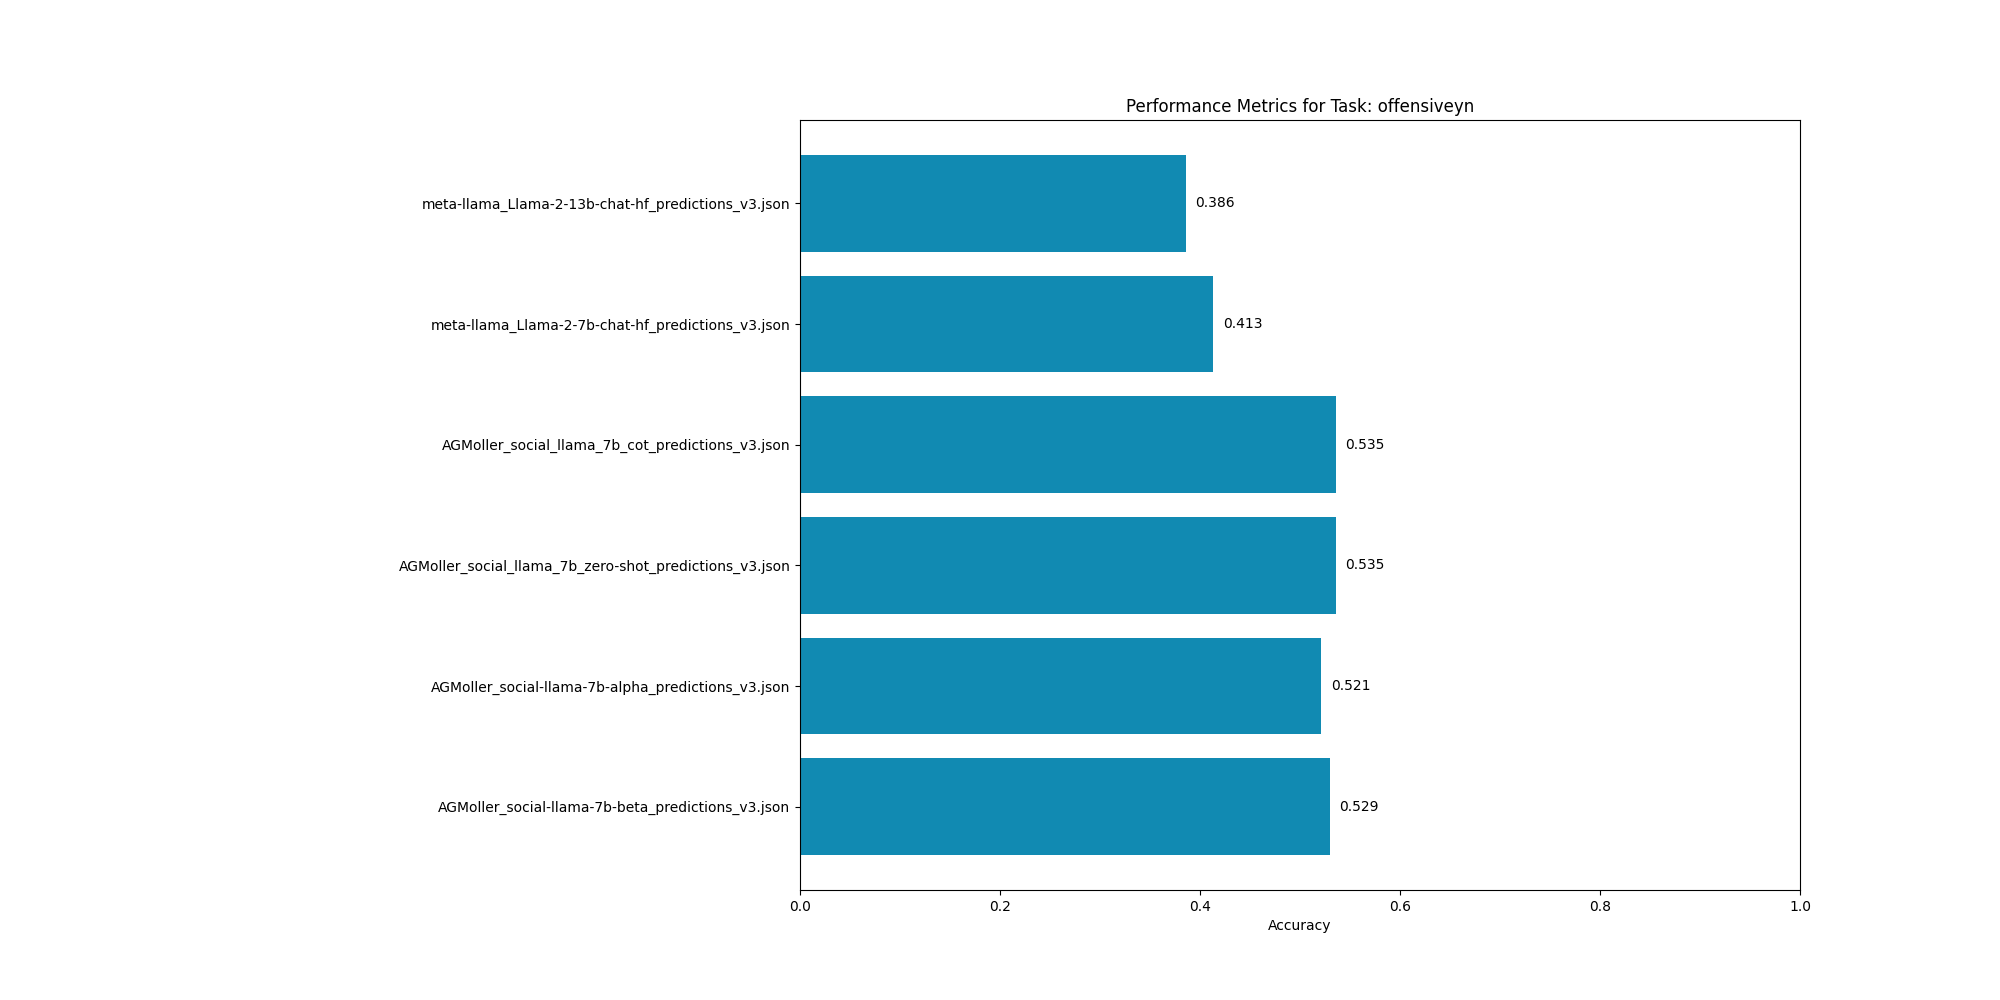 Performance Metrics for Task: offensiveyn
meta-llama_Llama-2-13b-chat-hf_predictions_v3.json
0.386
meta-llama_Llama-2-7b-chat-hf_predictions_v3.json
0.413
AGMoller_social_llama_7b_cot_predictions_v3.json
0.535
AGMoller_social_llama_7b_zero-shot_predictions_v3.json
0.535
AGMoller_social-llama-7b-alpha_predictions_v3.json
0.521
AGMoller_social-llama-7b-beta_predictions_v3.json
0.529
0.0 0.2 0.4 0.6 0.8 1.0
Accuracy